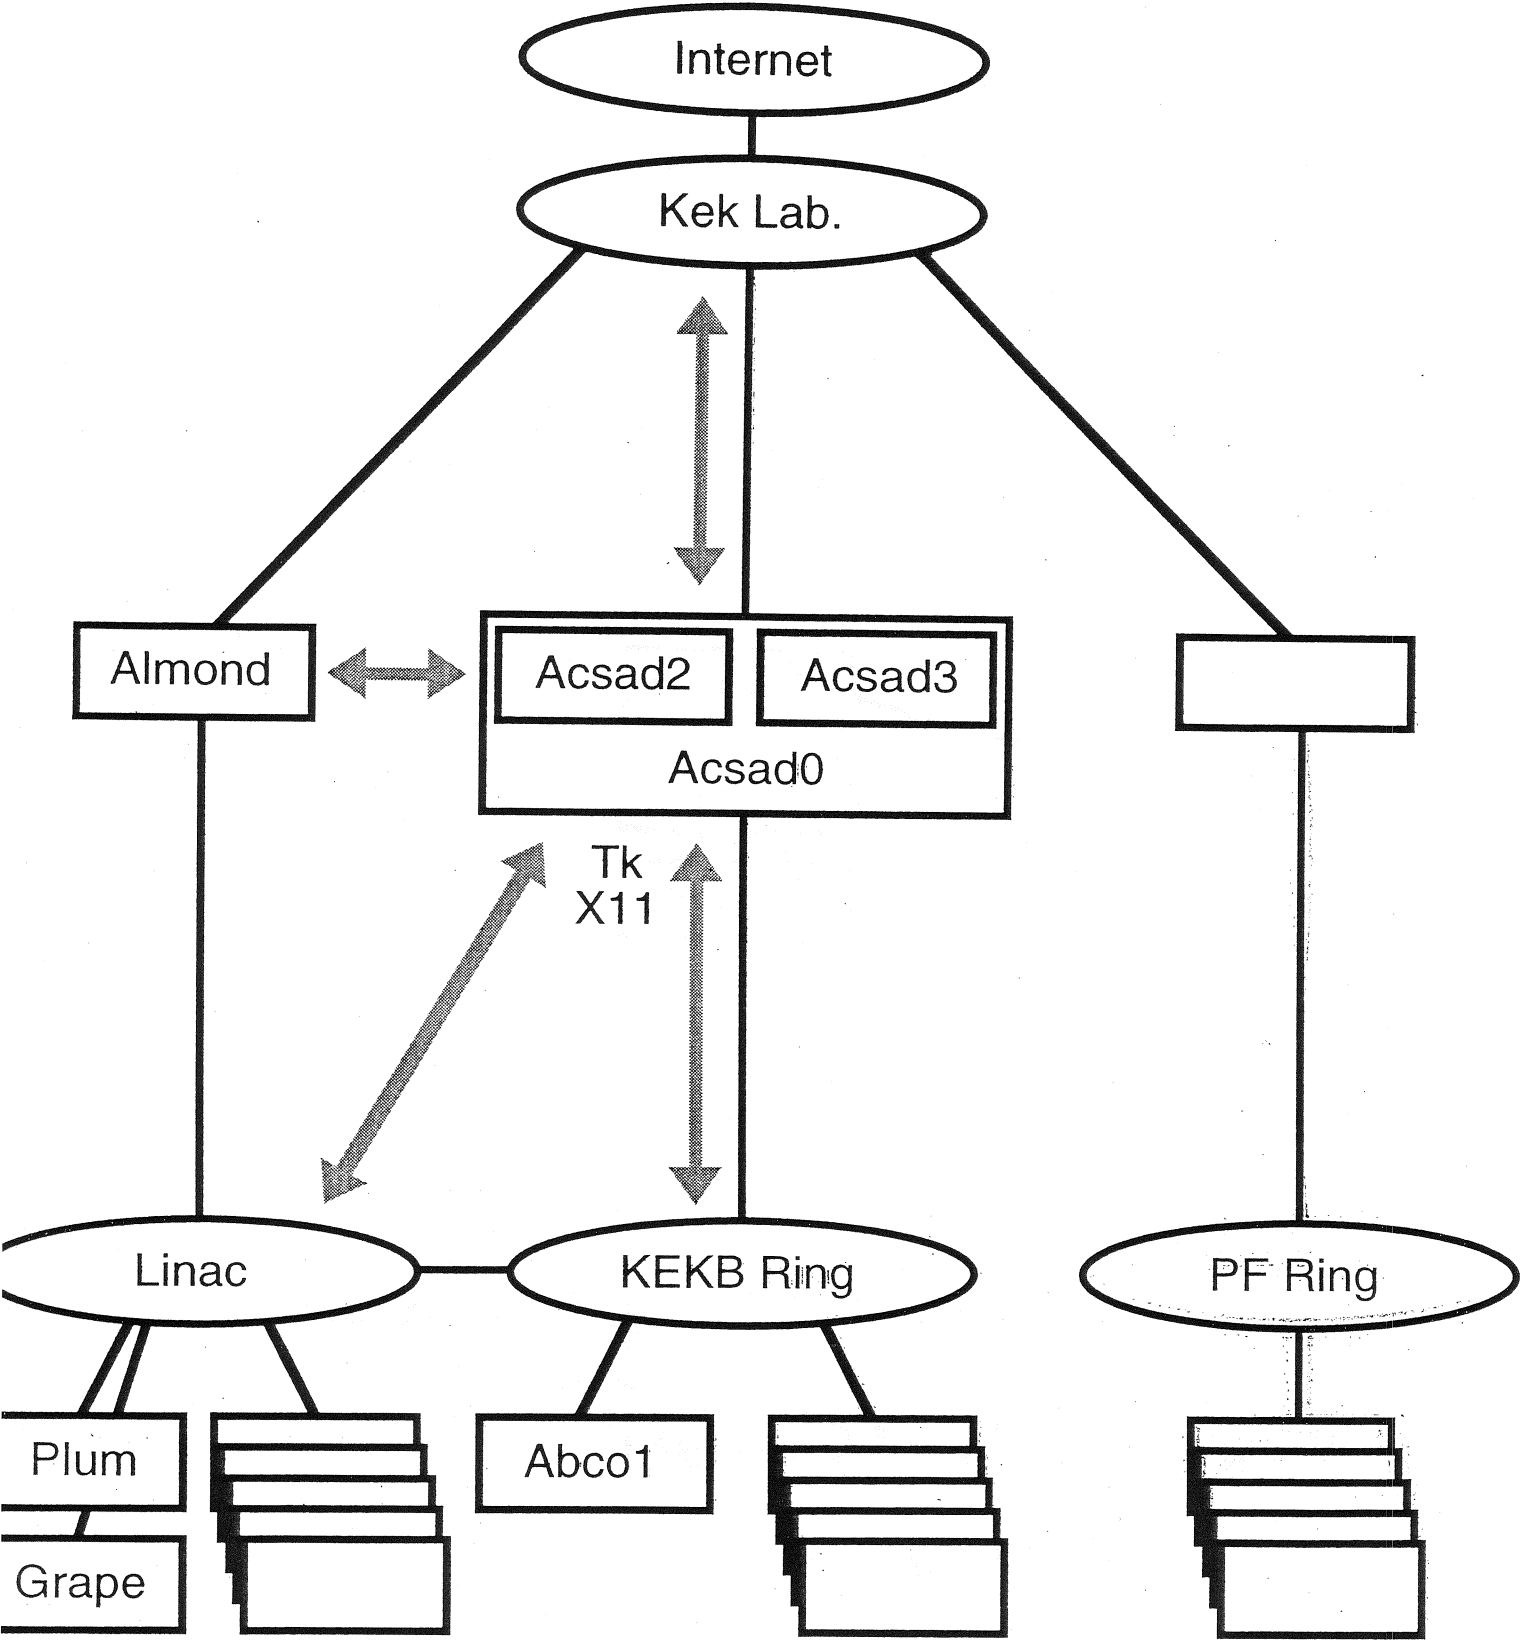 Internet
Kek Lab.
Almond
Acsad2
Acsad3
Acsad0
Tk
X11
Linac
KEKB Ring
PF Ring
Plum
Abco1
Grape